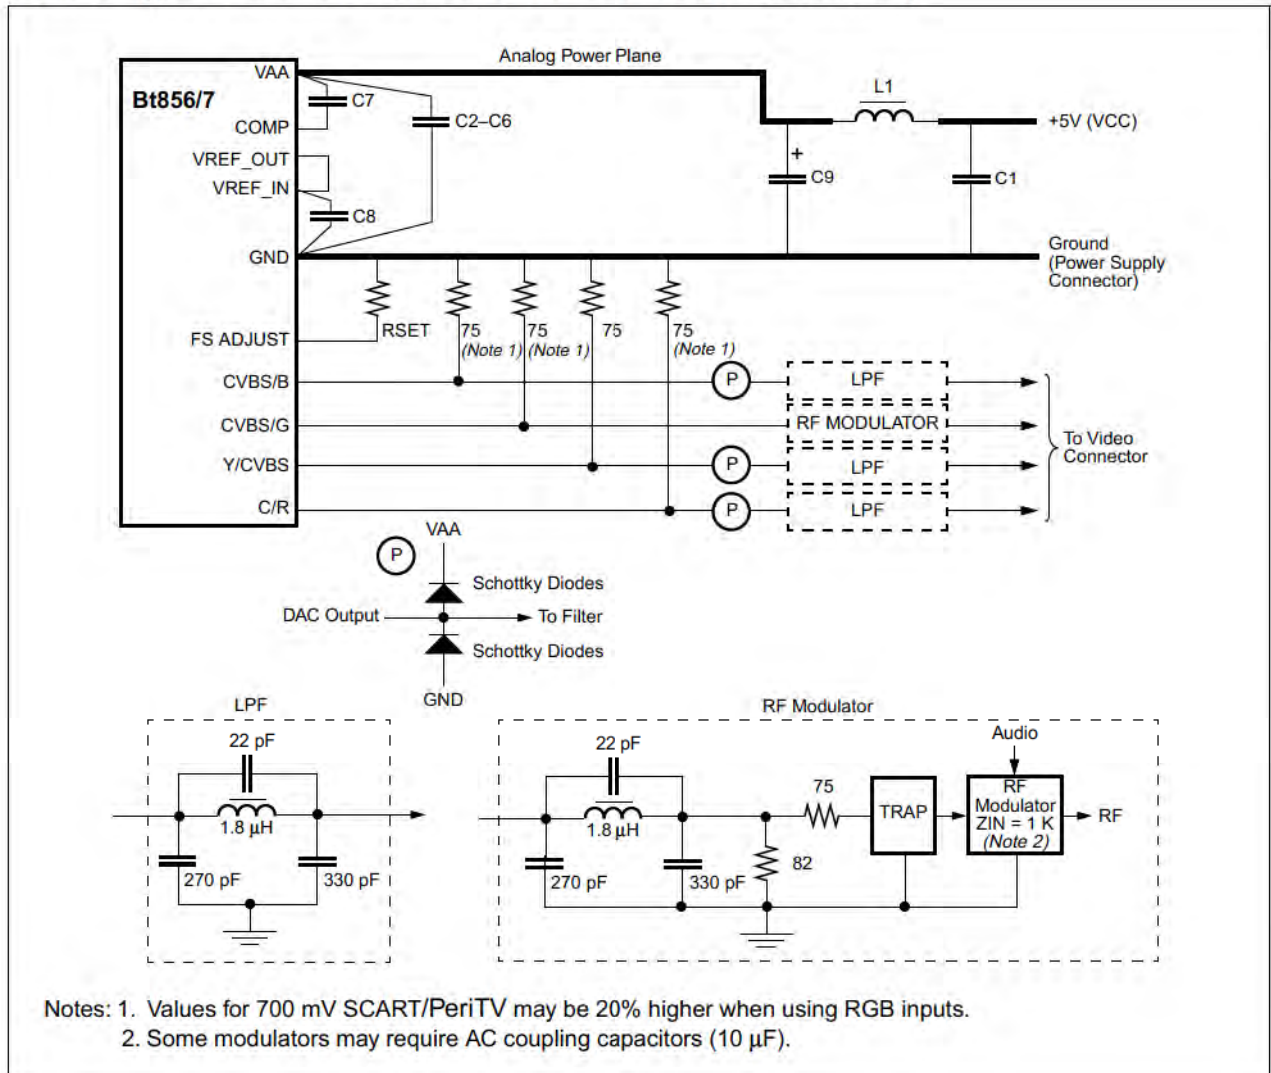 Analog Power Plane
Bt856/7
VAA
COMP
VREF_OUT
VREF_IN
GND
FS ADJUST
CVBS/B
CVBS/G
Y/CVBS
C/R
C7
C2–C6
C8
L1
+5V (VCC)
+
C9
C1
Ground
(Power Supply
Connector)
RSET
75
(Note 1)
75
(Note 1)
75
75
(Note 1)
P
LPF
RF MODULATOR
P
LPF
P
LPF
To Video
Connector
P
VAA
Schottky Diodes
DAC Output
To Filter
Schottky Diodes
GND
LPF
22 pF
1.8 µH
270 pF
330 pF
RF Modulator
22 pF
1.8 µH
270 pF
330 pF
82
75
TRAP
Audio
RF
Modulator
ZIN = 1 K
(Note 2)
RF
Notes: 1. Values for 700 mV SCART/PeriTV may be 20% higher when using RGB inputs.
2. Some modulators may require AC coupling capacitors (10 µF).